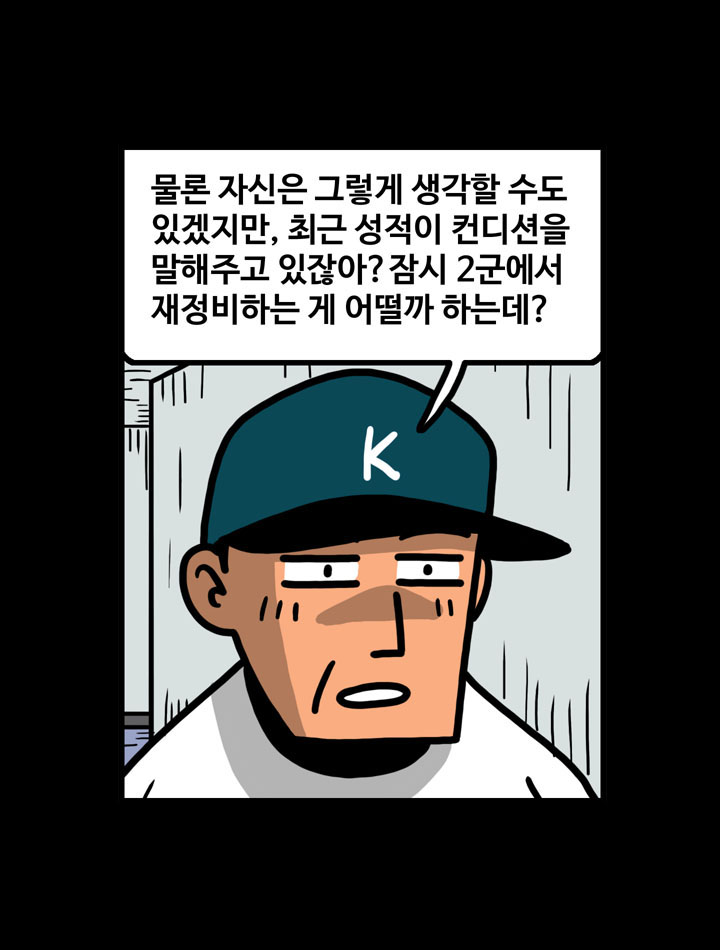 물론 자신은 그렇게 생각할 수도
있겠지만, 최근 성적이 컨디션을
말해주고 있잖아? 잠시 2군에서
재정비하는 게 어떨까 하는데?
K